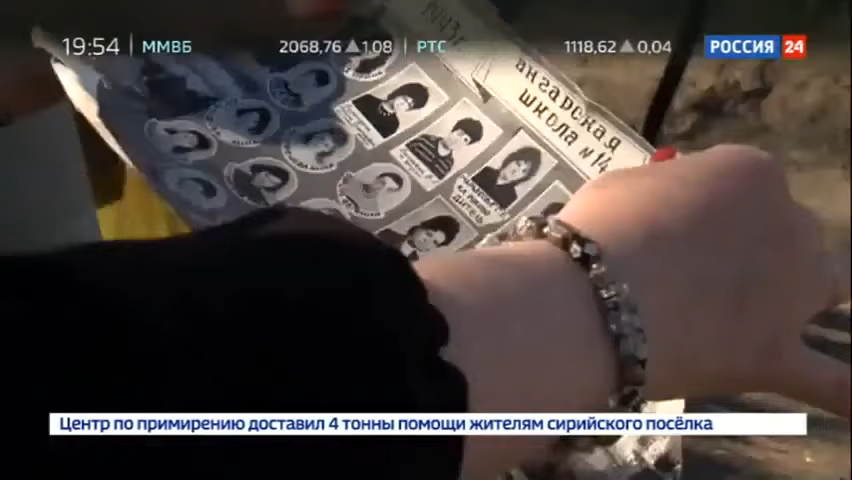 19:54 ММВБ 2068,76 1,08 РТС 1118,62 0,04 РОССИЯ 24
ангарская
школа №14
Центр по примирению доставил 4 тонны помощи жителям сирийского посёлка